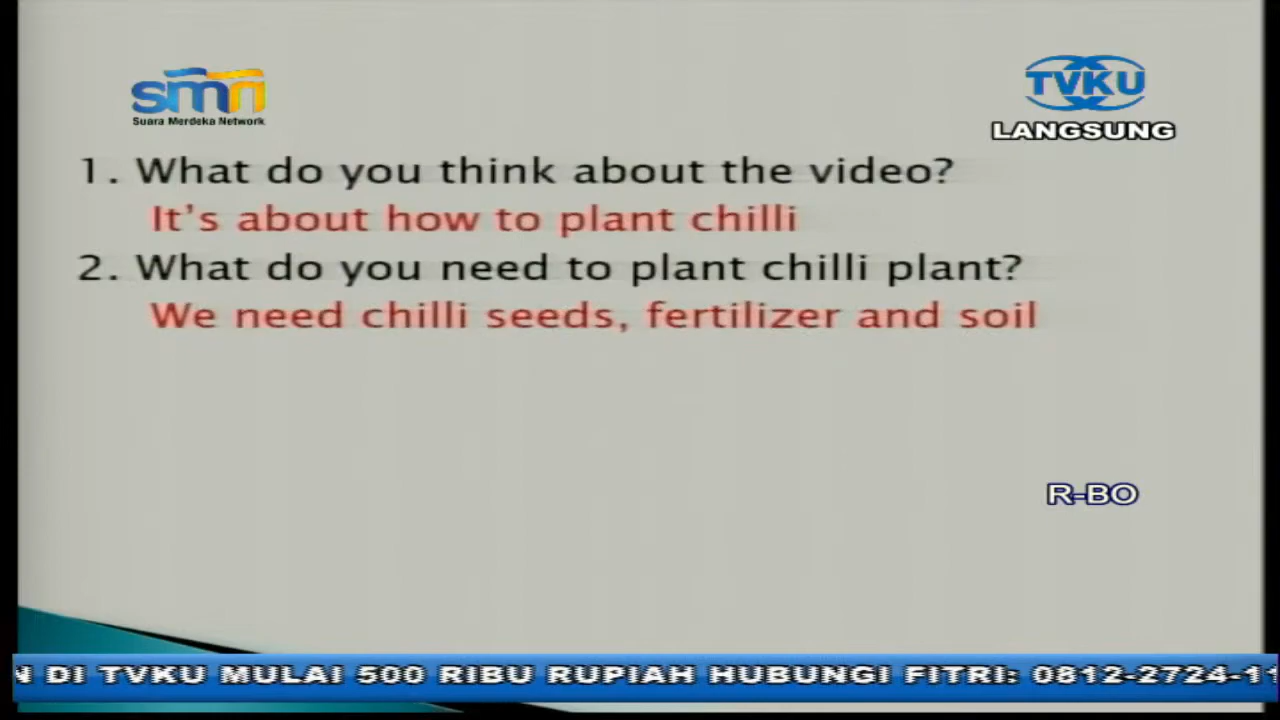 smn
Suara Merdeka Network
TVKU
LANGSUNG
1. What do you think about the video?
It's about how to plant chilli
2. What do you need to plant chilli plant?
We need chilli seeds, fertilizer and soil
R-BO
DI TVKU MULAI 500 RIBU RUPIAH HUBUNGI FITRI: 0812-2724-11